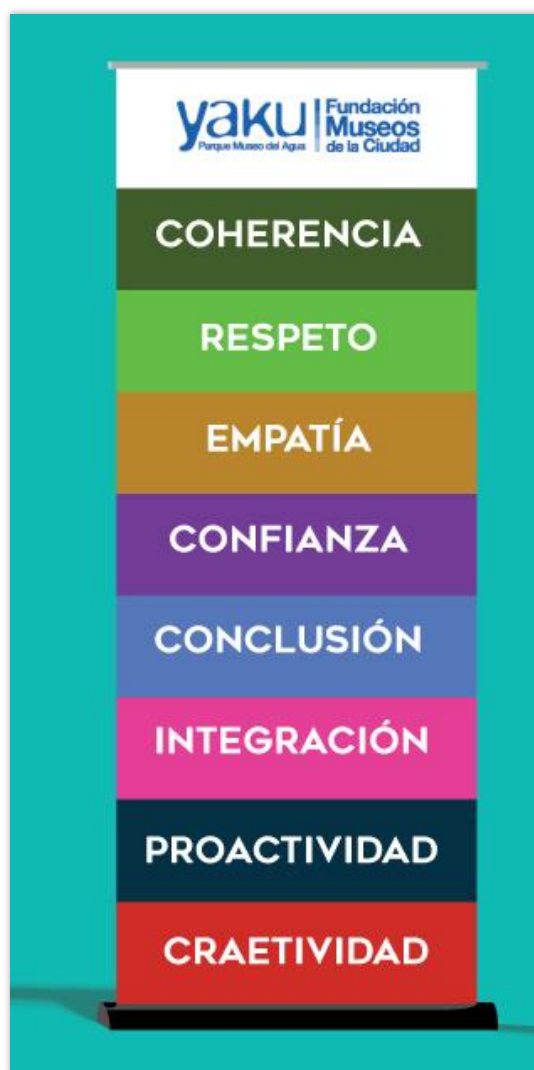 yaku
Parque Museo del Agua
Fundación
Museos
de la Ciudad
COHERENCIA
RESPETO
EMPATÍA
CONFIANZA
CONCLUSIÓN
INTEGRACIÓN
PROACTIVIDAD
CRAETIVIDAD